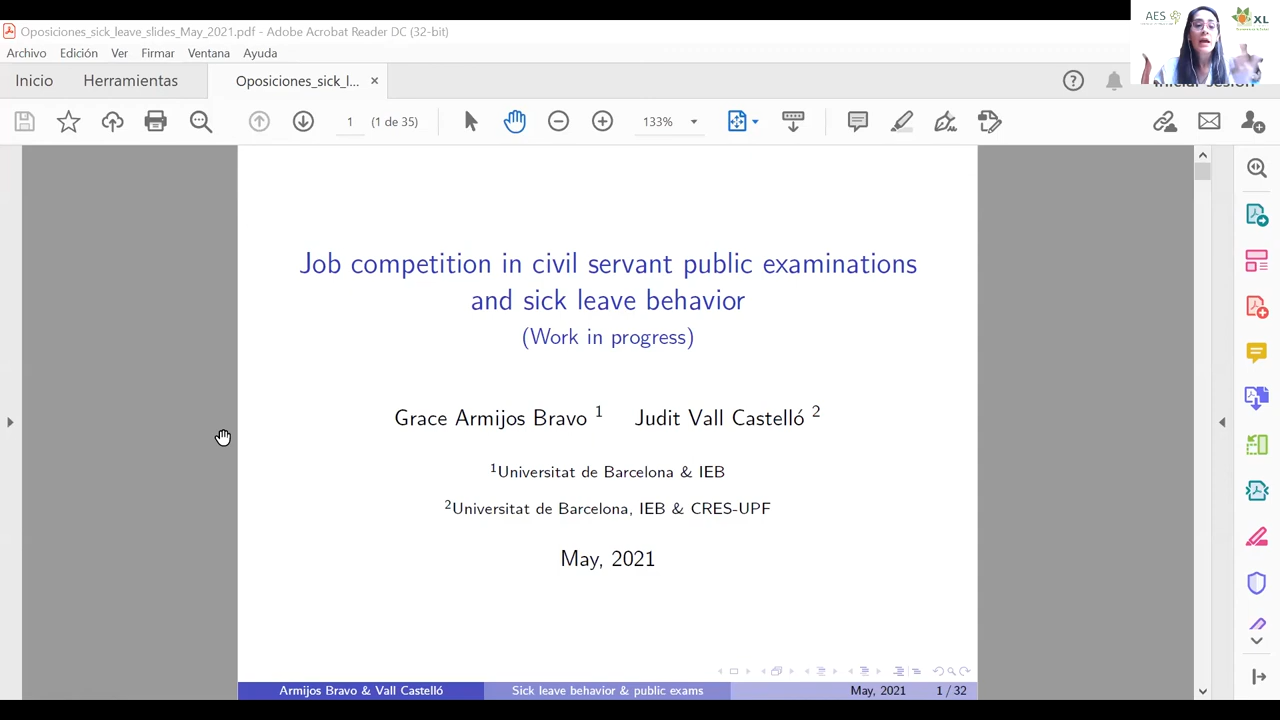 Oposiciones_sick_leave_slides_May_2021.pdf - Adobe Acrobat Reader DC (32-bit)
AES
XL
Archivo Edición Ver Firmar Ventana Ayuda
Inicio Herramientas Oposiciones_sick_l... ×
1 (1 de 35) 133%
Job competition in civil servant public examinations
and sick leave behavior
(Work in progress)
Grace Armijos Bravo 1 Judit Vall Castelló 2
1Universitat de Barcelona & IEB
2Universitat de Barcelona, IEB & CRES-UPF
May, 2021
Armijos Bravo & Vall Castelló Sick leave behavior & public exams May, 2021 1 / 32